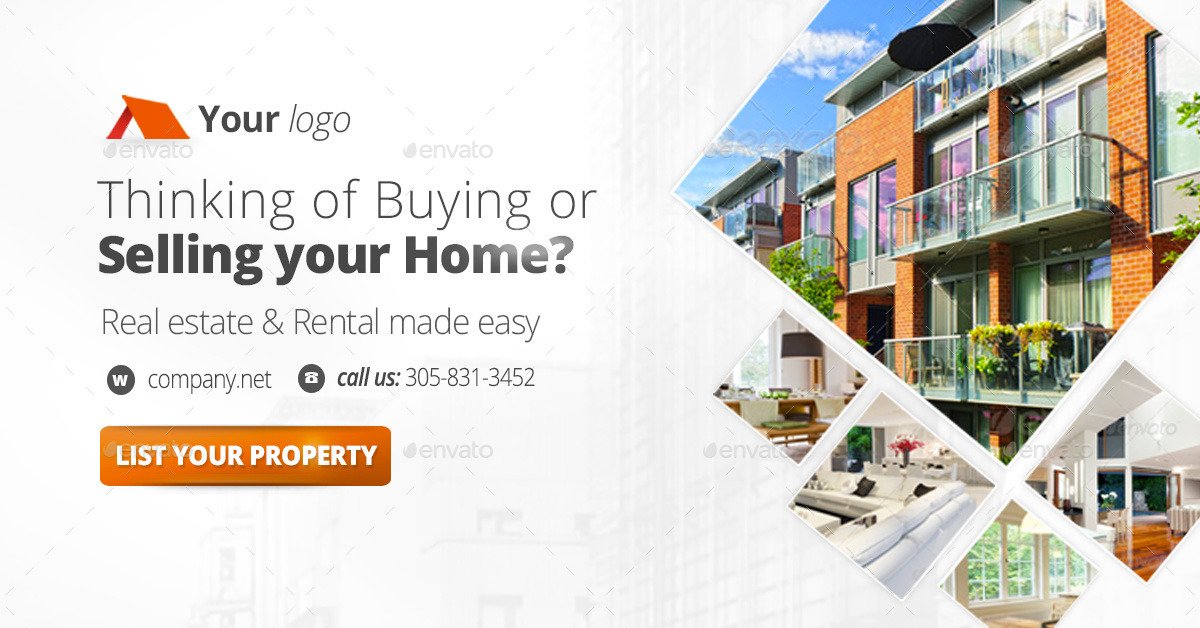 Your logo
Thinking of Buying or
Selling your Home?
Real estate & Rental made easy
W company.net call us: 305-831-3452
LIST YOUR PROPERTY
envato envato envato envato
envato envato envato envato